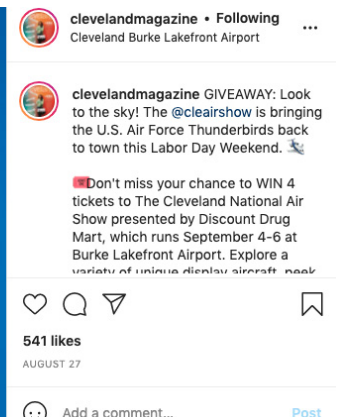 clevelandmagazine • Following
Cleveland Burke Lakefront Airport
clevelandmagazine GIVEAWAY: Look
to the sky! The @cleairshow is bringing
the U.S. Air Force Thunderbirds back
to town this Labor Day Weekend.
Don't miss your chance to WIN 4
tickets to The Cleveland National Air
Show presented by Discount Drug
Mart, which runs September 4-6 at
Burke Lakefront Airport. Explore a
variety of unique display aircraft, peek
541 likes
AUGUST 27
Add a comment...
Post